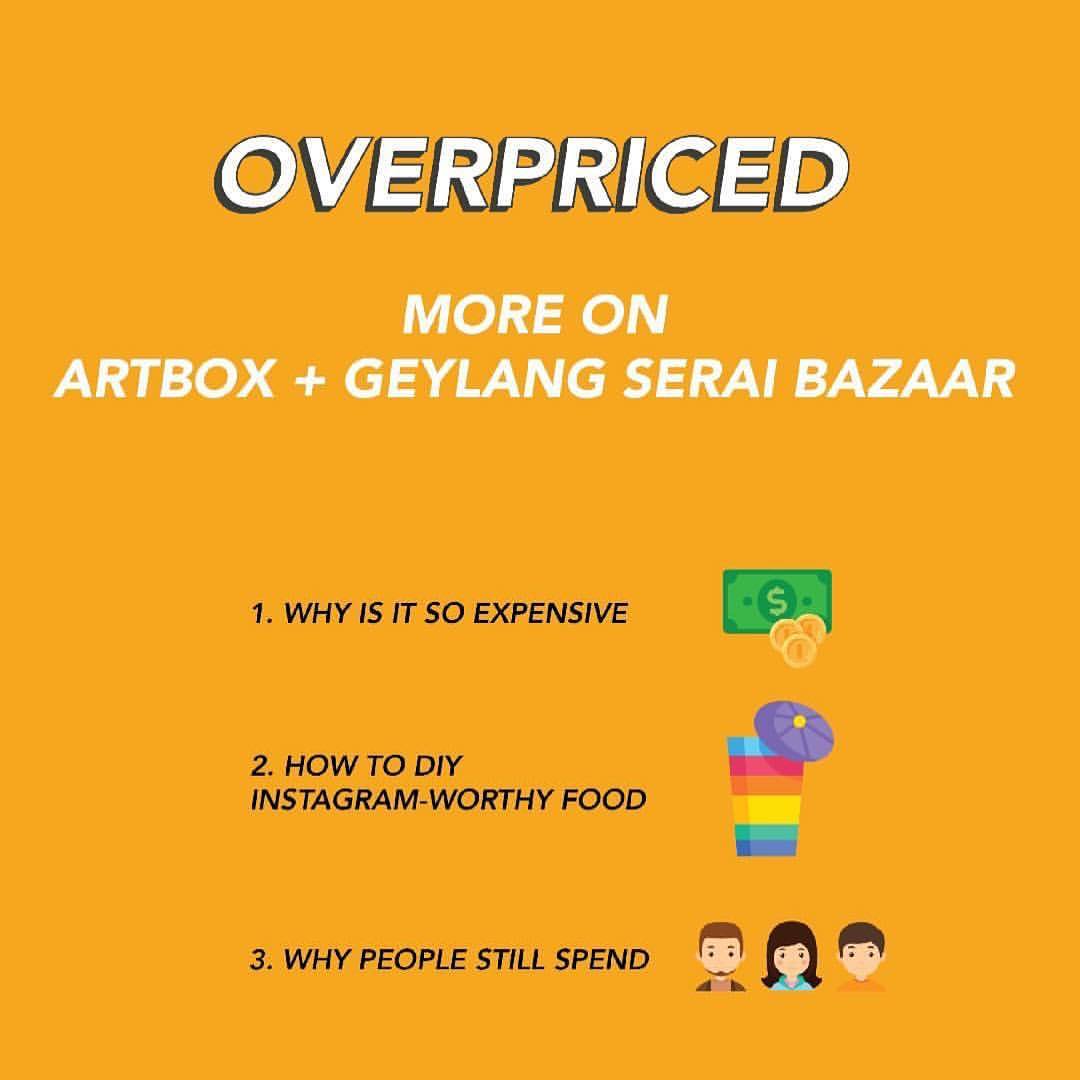 OVERPRICED
MORE ON
ARTBOX + GEYLANG SERAI BAZAAR
1. WHY IS IT SO EXPENSIVE
$
2. HOW TO DIY
INSTAGRAM-WORTHY FOOD
3. WHY PEOPLE STILL SPEND